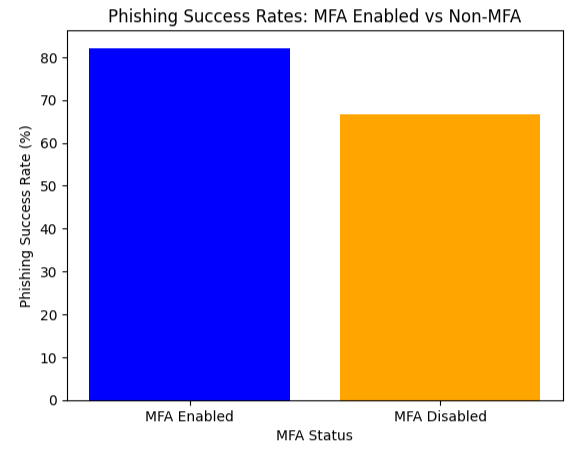 Phishing Success Rates: MFA Enabled vs Non-MFA
Phishing Success Rate (%)
80
70
60
50
40
30
20
10
0
MFA Enabled
MFA Disabled
MFA Status